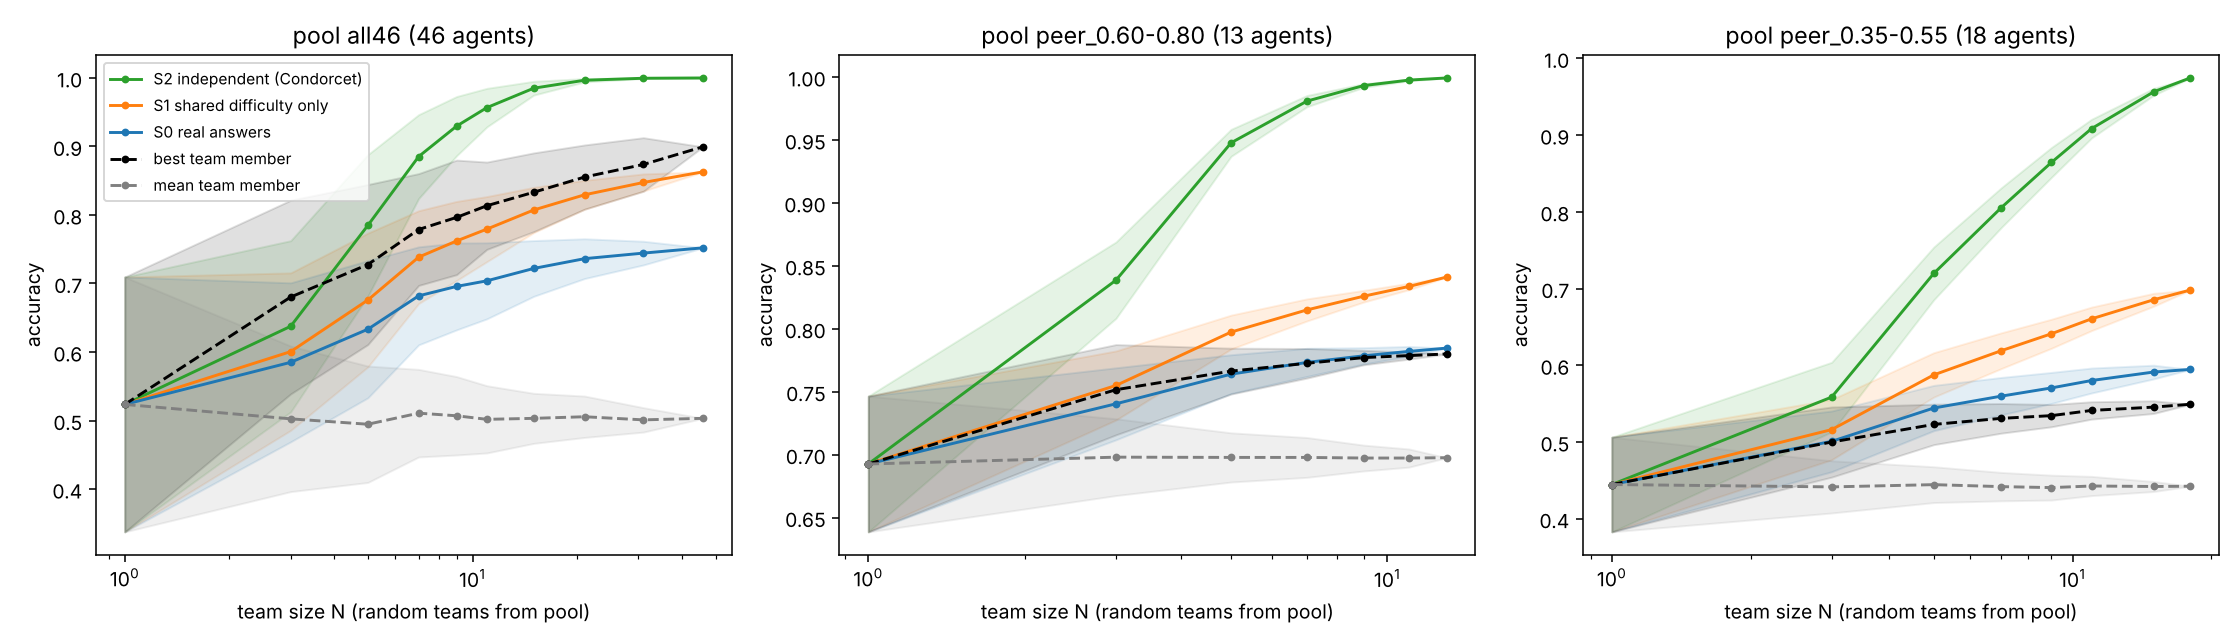 pool all46 (46 agents)
S2 independent (Condorcet)
S1 shared difficulty only
S0 real answers
best team member
mean team member
accuracy
1.0
0.9
0.8
0.7
0.6
0.5
0.4
10⁰
10¹
team size N (random teams from pool)
pool peer_0.60-0.80 (13 agents)
accuracy
1.00
0.95
0.90
0.85
0.80
0.75
0.70
0.65
10⁰
10¹
team size N (random teams from pool)
pool peer_0.35-0.55 (18 agents)
accuracy
1.0
0.9
0.8
0.7
0.6
0.5
0.4
10⁰
10¹
team size N (random teams from pool)